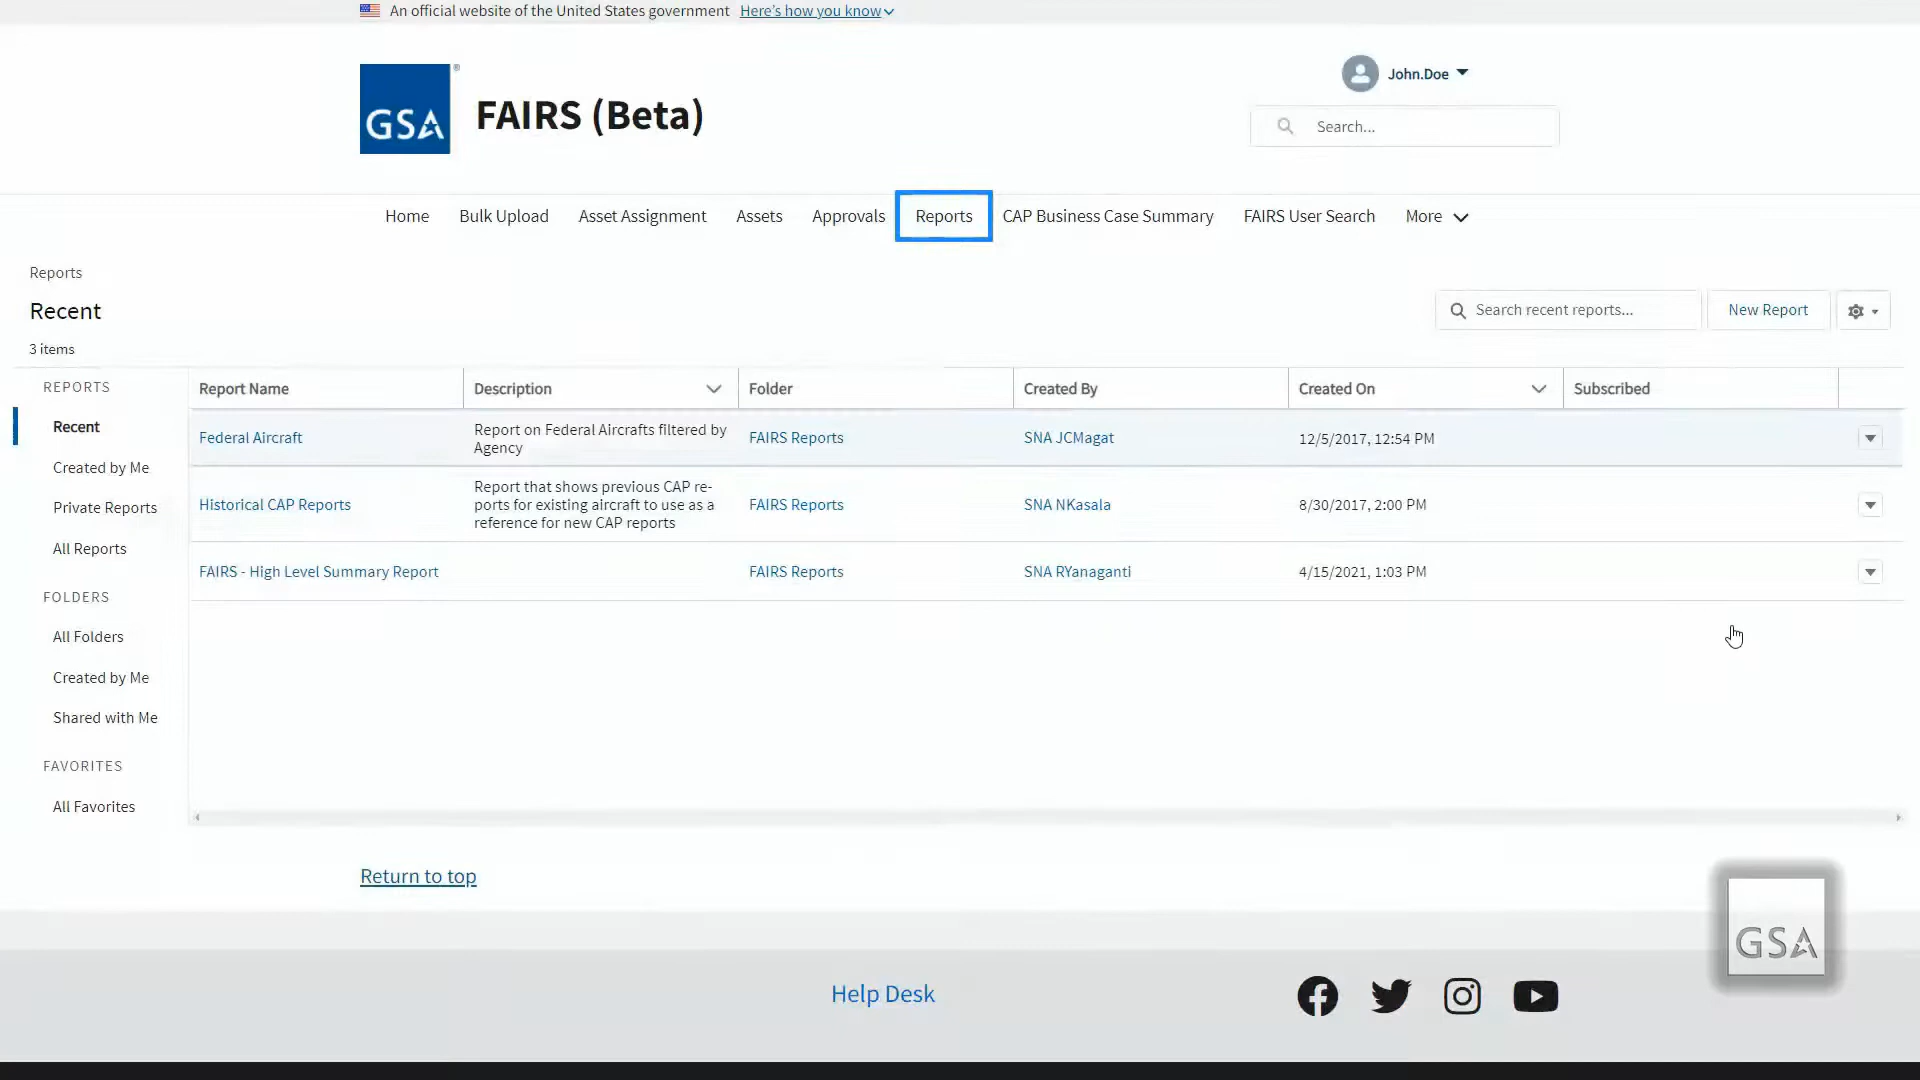 An official website of the United States government Here's how you know
GSA
®
FAIRS (Beta)
John.Doe
Search...
Home Bulk Upload Asset Assignment Assets Approvals Reports CAP Business Case Summary FAIRS User Search More
Reports
Recent
3 items
Search recent reports...
New Report
REPORTS
Recent
Created by Me
Private Reports
All Reports
FOLDERS
All Folders
Created by Me
Shared with Me
FAVORITES
All Favorites
Report Name Description Folder Created By Created On Subscribed
Federal Aircraft
Report on Federal Aircrafts filtered by
Agency
FAIRS Reports
SNA JCMagat
12/5/2017, 12:54 PM
Historical CAP Reports
Report that shows previous CAP re-
ports for existing aircraft to use as a
reference for new CAP reports
FAIRS Reports
SNA NKasala
8/30/2017, 2:00 PM
FAIRS - High Level Summary Report
FAIRS Reports
SNA RYanaganti
4/15/2021, 1:03 PM
Return to top
GSA
Help Desk